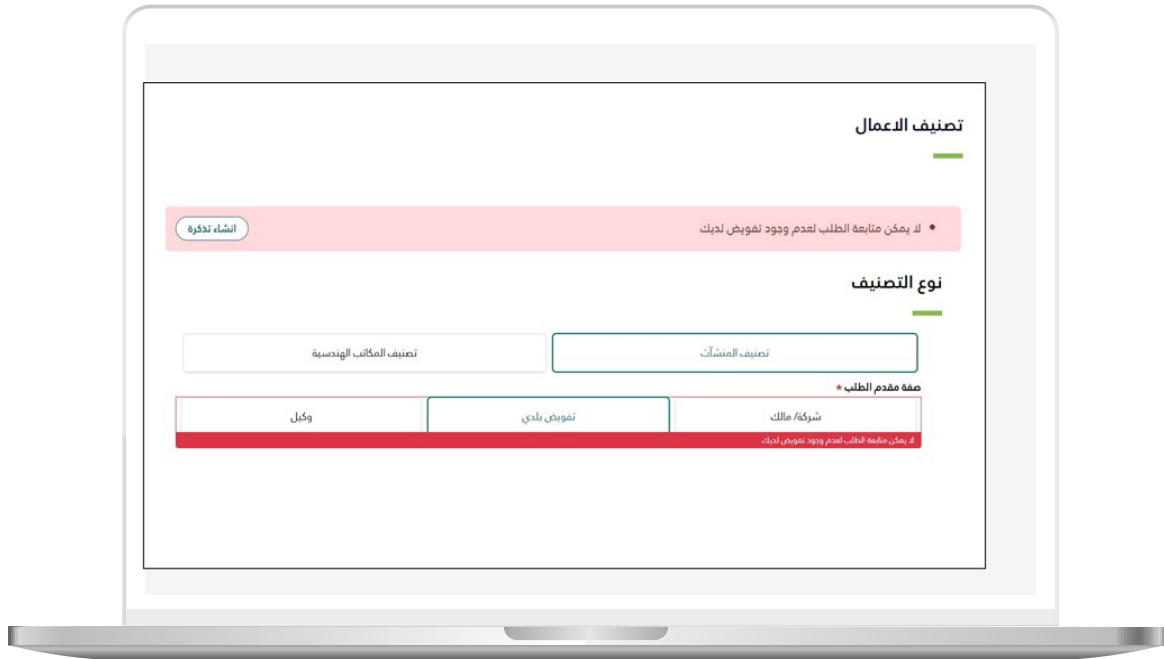 تصنيف الاعمال
لا يمكن متابعة الطلب لعدم وجود تفويض لديك
انشاء تذكرة
نوع التصنيف
تصنيف المنشآت
تصنيف المكاتب الهندسية
صفة مقدم الطلب *
شركة/ مالك
تفويض بلدي
وكيل
لا يمكن متابعة الطلب لعدم وجود تفويض لديك